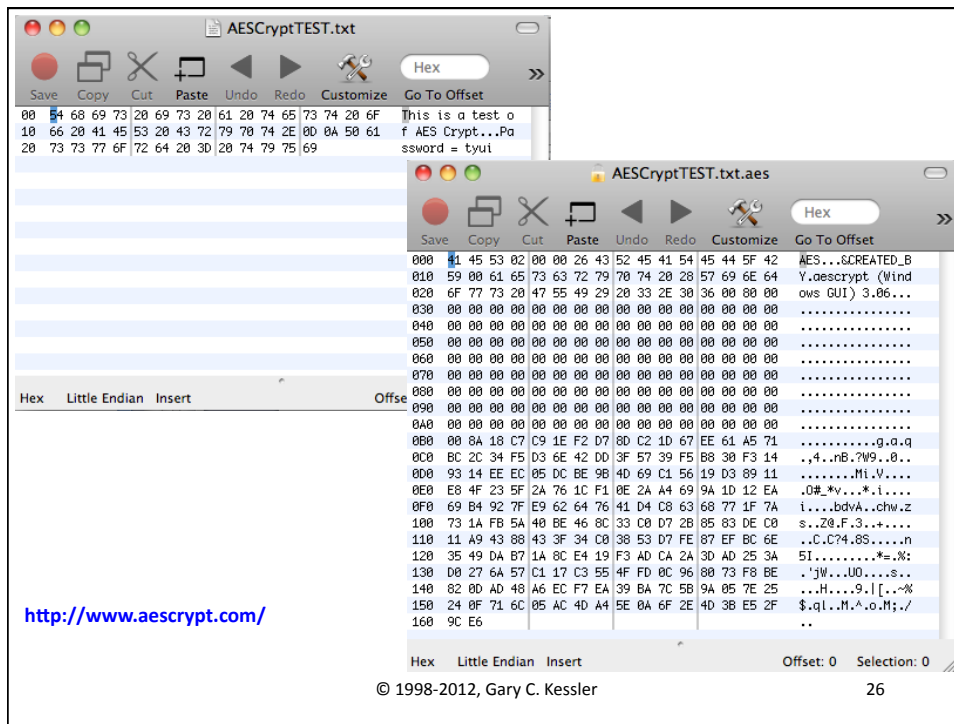 AESCryptTEST.txt
Hex
Save Copy Cut Paste Undo Redo Customize Go To Offset
00 54 68 69 73 20 69 73 20 61 20 74 65 73 74 20 6F This is a test o
10 66 20 41 45 53 20 43 72 79 70 74 2E 0D 0A 50 61 f AES Crypt...Pa
20 73 73 77 6F 72 64 20 3D 20 74 79 75 69 ssword = tyui
Hex Little Endian Insert Offse
AESCryptTEST.txt.aes
Hex
Save Copy Cut Paste Undo Redo Customize Go To Offset
000 41 45 53 02 00 00 26 43 52 45 41 54 45 44 5F 42 AES...&CREATED_B
010 59 00 61 65 73 63 72 79 70 74 20 28 57 69 6E 64 Y.aescrypt (Wind
020 6F 77 73 20 47 55 49 29 20 33 2E 30 36 00 80 00 ows GUI) 3.06...
030 00 00 00 00 00 00 00 00 00 00 00 00 00 00 00 00 ................
040 00 00 00 00 00 00 00 00 00 00 00 00 00 00 00 00 ................
050 00 00 00 00 00 00 00 00 00 00 00 00 00 00 00 00 ................
060 00 00 00 00 00 00 00 00 00 00 00 00 00 00 00 00 ................
070 00 00 00 00 00 00 00 00 00 00 00 00 00 00 00 00 ................
080 00 00 00 00 00 00 00 00 00 00 00 00 00 00 00 00 ................
090 00 00 00 00 00 00 00 00 00 00 00 00 00 00 00 00 ................
0A0 00 00 00 00 00 00 00 00 00 00 00 00 00 00 00 00 ................
0B0 00 8A 18 C7 C9 1E F2 D7 8D C2 1D 67 EE 61 A5 71 ...........g.a.q
0C0 BC 2C 34 F5 D3 6E 42 DD 3F 57 39 F5 B8 30 F3 14 .,4..nB.?W9..0..
0D0 93 14 EE EC 05 DC BE 9B 4D 69 C1 56 19 D3 89 11 ........Mi.V....
0E0 E8 4F 23 5F 2A 76 1C F1 0E 2A A4 69 9A 1D 12 EA .O#_*v...*.i....
0F0 69 B4 92 7F E9 62 64 76 41 D4 C8 63 68 77 1F 7A i....bdvA..chw.z
100 73 1A FB 5A 40 BE 46 8C 33 C0 D7 2B 85 83 DE C0 s..Z@.F.3..+....
110 11 A9 43 88 43 3F 34 C0 38 53 D7 FE 87 EF BC 6E ..C.C?4.8S.....n
120 35 49 DA B7 1A 8C E4 19 F3 AD CA 2A 3D AD 25 3A 5I.........*=.%:
130 D0 27 6A 57 C1 17 C3 55 4F FD 0C 96 80 73 F8 BE .'jW...UO....s..
140 82 0D AD 48 A6 EC F7 EA 39 BA 7C 5B 9A 05 7E 25 ...H....9.|[..~%
150 24 0F 71 6C 05 AC 4D A4 5E 0A 6F 2E 4D 3B E5 2F $.ql..M.^.o.M;./
160 9C E6 ..
Hex Little Endian Insert Offset: 0 Selection: 0
http://www.aescrypt.com/
© 1998-2012, Gary C. Kessler 26